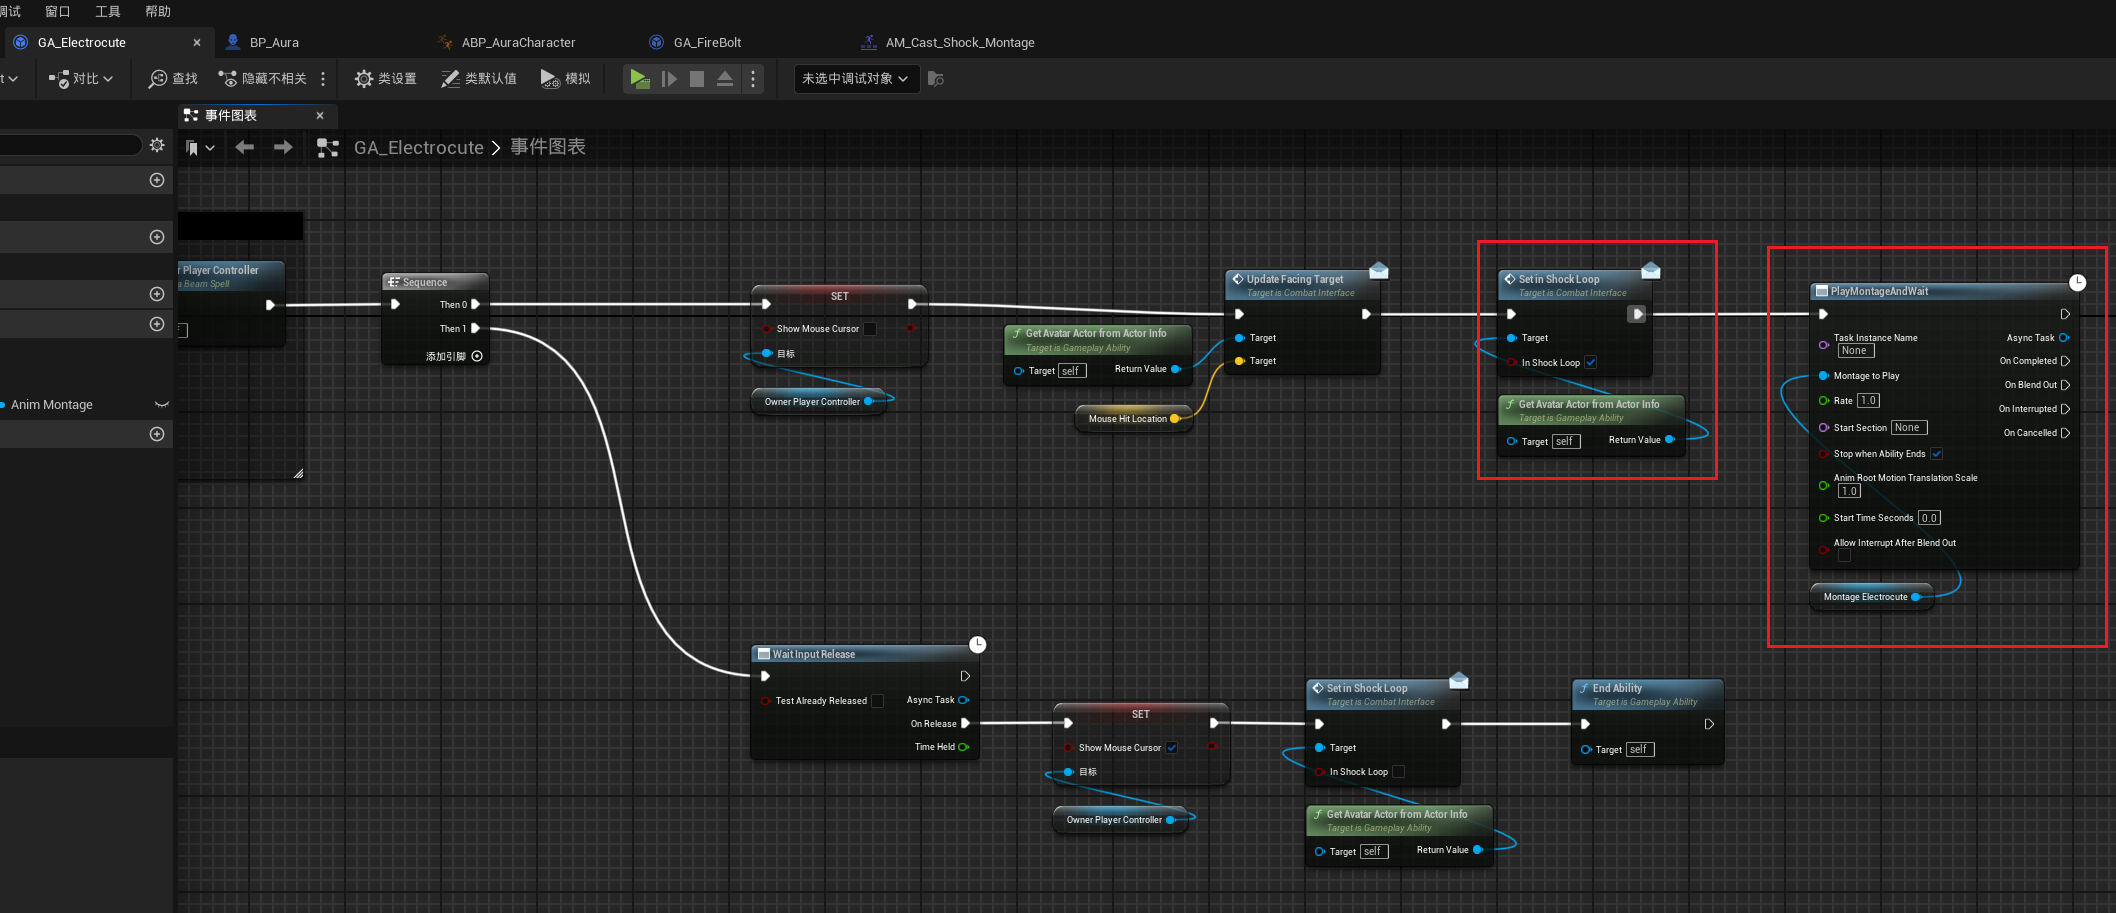 调试 窗口 工具 帮助
GA_Electrocute × BP_Aura ABP_AuraCharacter GA_FireBolt AM_Cast_Shock_Montage
对比 查找 隐藏不相关 类设置 类默认值 模拟 未选中调试对象
事件图表 ×
GA_Electrocute > 事件图表
Anim Montage
r Player Controller
a Beam Spell
Sequence
Then 0
Then 1
添加引脚
SET
Show Mouse Cursor
目标
Owner Player Controller
Get Avatar Actor from Actor Info
Target is Gameplay Ability
Target self Return Value
Mouse Hit Location
Update Facing Target
Target is Combat Interface
Target
Target
Set in Shock Loop
Target is Combat Interface
Target
In Shock Loop
Get Avatar Actor from Actor Info
Target is Gameplay Ability
Target self Return Value
PlayMontageAndWait
Task Instance Name
None
Async Task
On Completed
Montage to Play
On Blend Out
Rate 1.0
On Interrupted
Start Section None
On Cancelled
Stop when Ability Ends
Anim Root Motion Translation Scale
1.0
Start Time Seconds 0.0
Allow Interrupt After Blend Out
Montage Electrocute
Wait Input Release
Test Already Released Async Task
On Release
Time Held
SET
Show Mouse Cursor
目标
Owner Player Controller
Set in Shock Loop
Target is Combat Interface
Target
In Shock Loop
Get Avatar Actor from Actor Info
Target is Gameplay Ability
Target self Return Value
End Ability
Target is Gameplay Ability
Target self